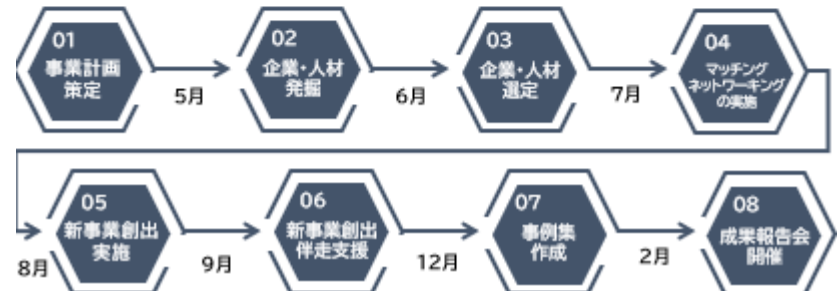 01
事業計画
策定
5月
02
企業・人材
発掘
6月
03
企業・人材
選定
7月
04
マッチング
ネットワーキング
の実施
8月
05
新事業創出
実施
9月
06
新事業創出
伴走支援
12月
07
事例集
作成
2月
08
成果報告会
開催